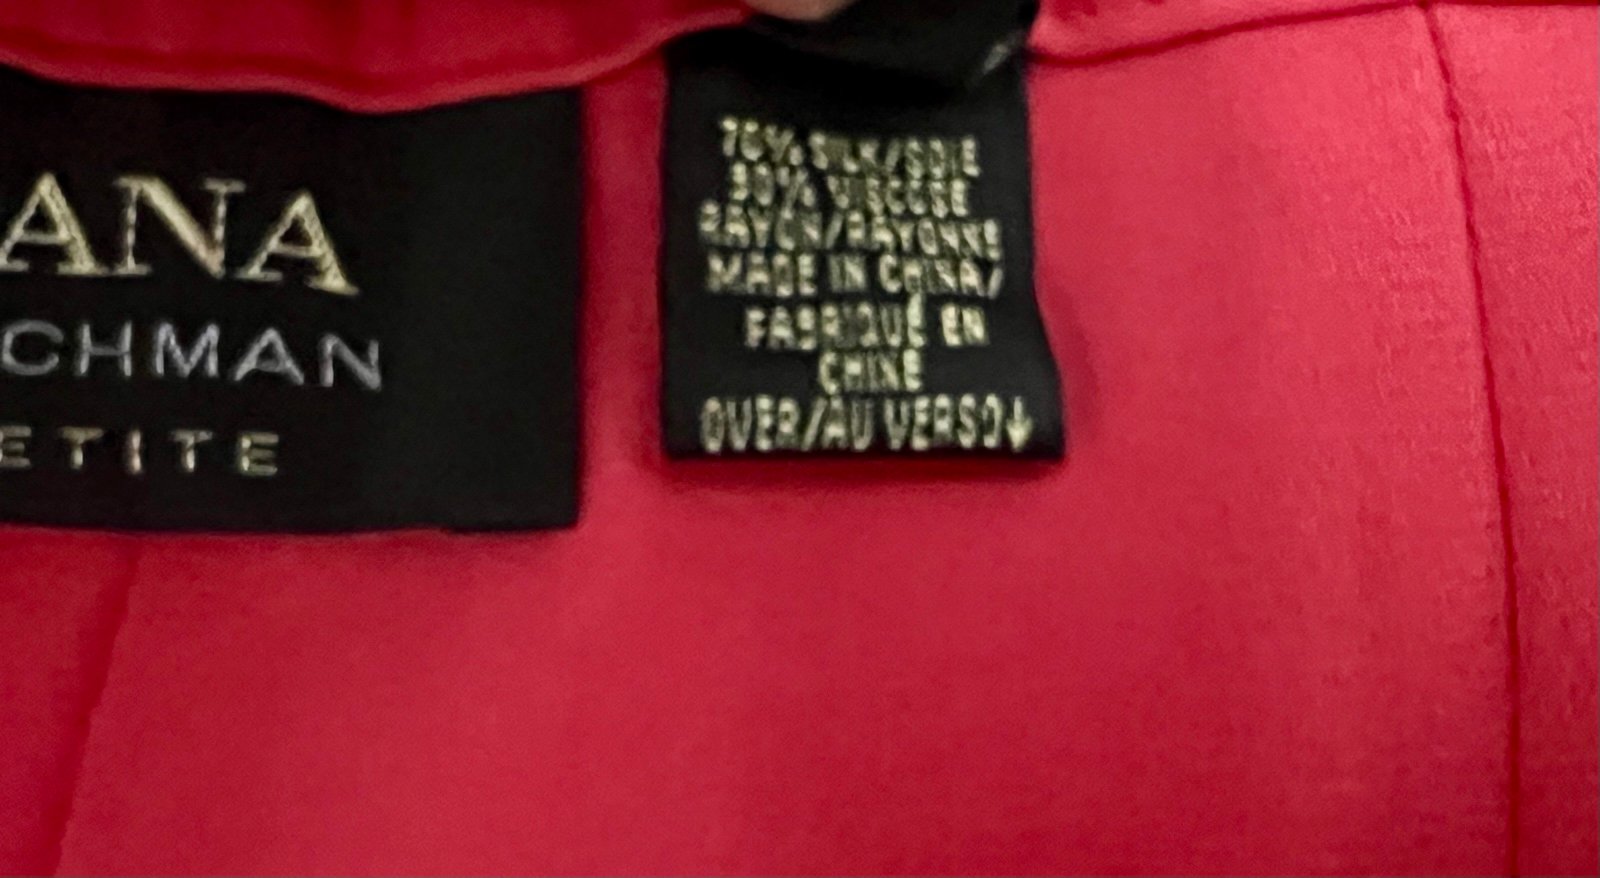 ANA
CHMAN
ETITE
70% SILK/SOIE
30% VISCOSE
RAYON/RAYONNE
MADE IN CHINA/
FABRIQUÉ EN
CHINE
OVER/AU VERSO↓